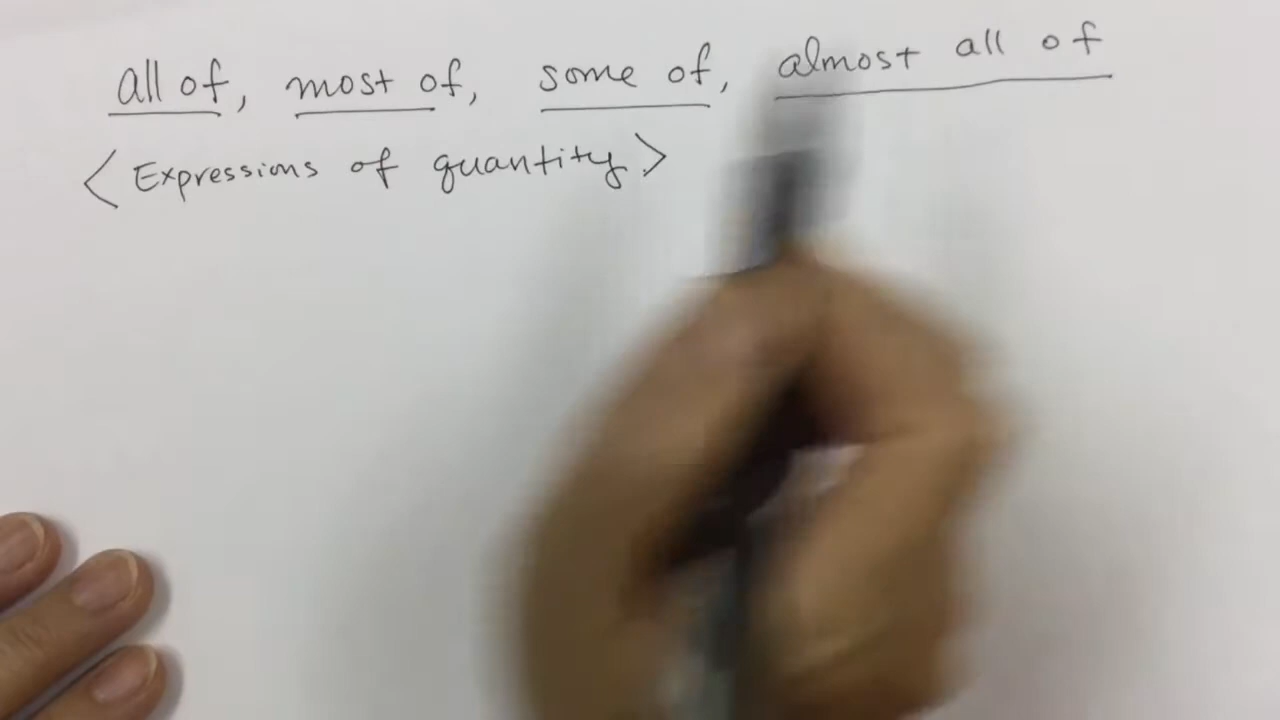 all of, most of, some of, almost all of
<Expressions of quantity>